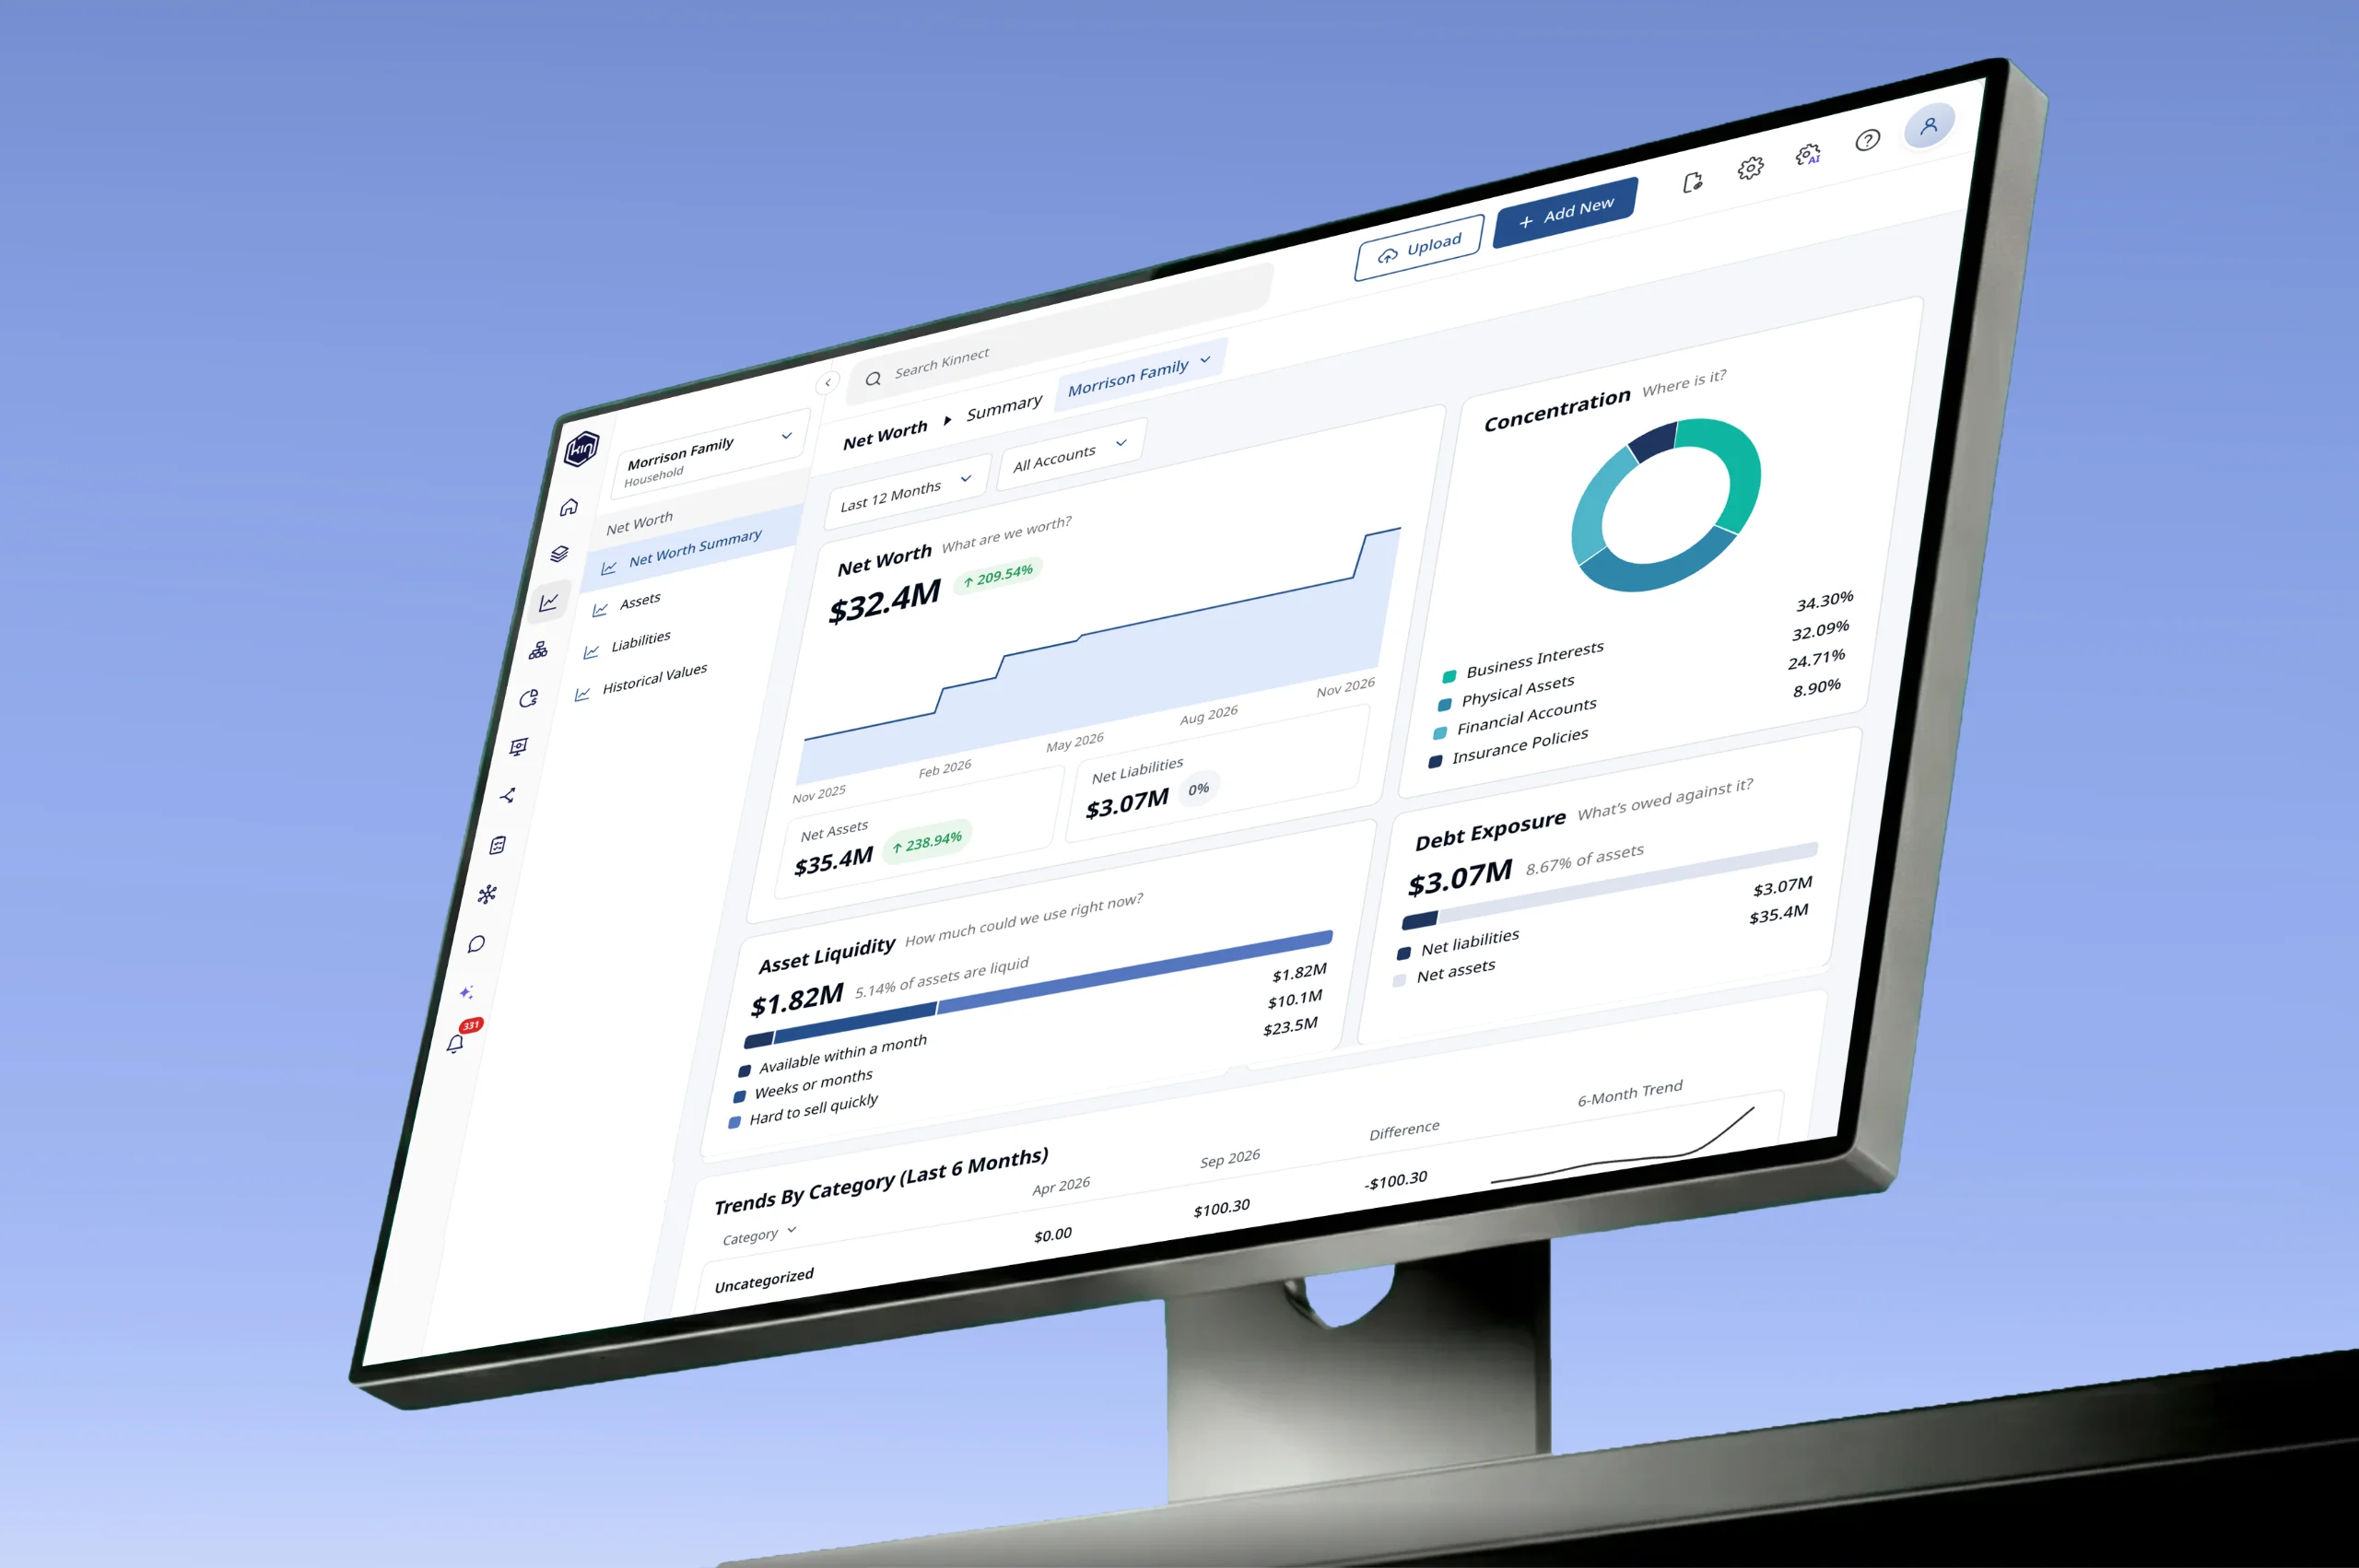 kin
Morrison Family
Household
Net Worth
Net Worth Summary
Assets
Liabilities
Historical Values
331
Search Kinnect
Upload
+ Add New
AI
?
Net Worth ▶ Summary Morrison Family
Last 12 Months
All Accounts
Net Worth What are we worth?
$32.4M ↑ 209.54%
Nov 2025
Feb 2026
May 2026
Aug 2026
Nov 2026
Net Assets
$35.4M ↑ 238.94%
Net Liabilities
$3.07M 0%
Concentration Where is it?
Business Interests 34.30%
Physical Assets 32.09%
Financial Accounts 24.71%
Insurance Policies 8.90%
Asset Liquidity How much could we use right now?
$1.82M 5.14% of assets are liquid
Available within a month $1.82M
Weeks or months $10.1M
Hard to sell quickly $23.5M
Debt Exposure What's owed against it?
$3.07M 8.67% of assets
Net liabilities $3.07M
Net assets $35.4M
Trends By Category (Last 6 Months)
Category Apr 2026 Sep 2026 Difference 6-Month Trend
Uncategorized $0.00 $100.30 -$100.30